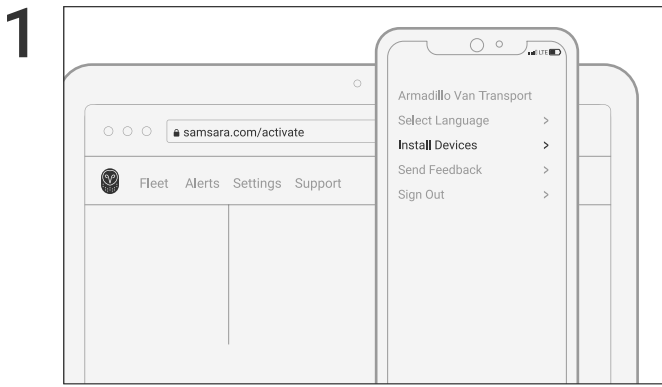 1
samsara.com/activate
Fleet Alerts Settings Support
LTE
Armadillo Van Transport
Select Language >
Install Devices >
Send Feedback >
Sign Out >